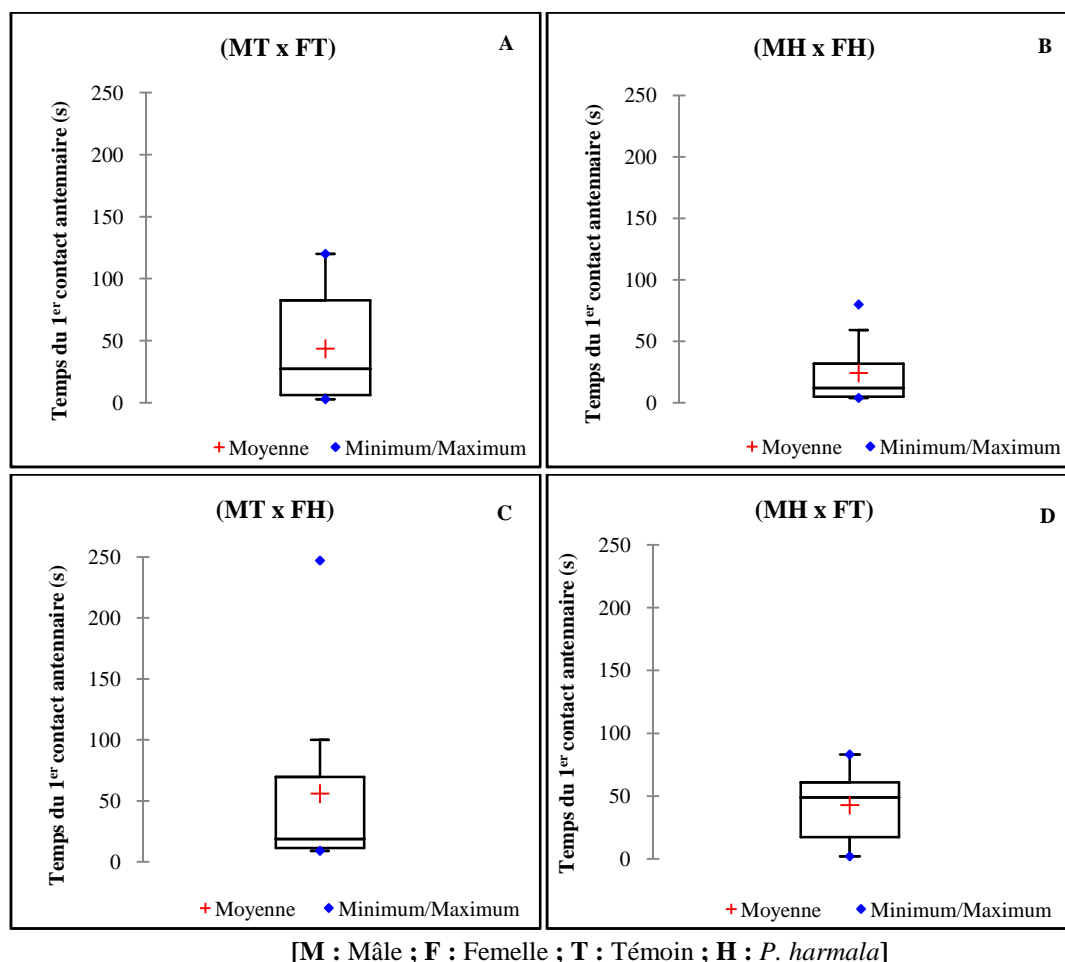 (MT x FT)
A
Temps du 1er contact antennaire (s)
250
200
150
100
50
0
Moyenne
Minimum/Maximum
(MH x FH)
B
Temps du 1er contact antennaire (s)
250
200
150
100
50
0
Moyenne
Minimum/Maximum
(MT x FH)
C
Temps du 1er contact antennaire (s)
250
200
150
100
50
0
Moyenne
Minimum/Maximum
(MH x FT)
D
Temps du 1er contact antennaire (s)
250
200
150
100
50
0
Moyenne
Minimum/Maximum
[M : Mâle ; F : Femelle ; T : Témoin ; H : P. harmala]